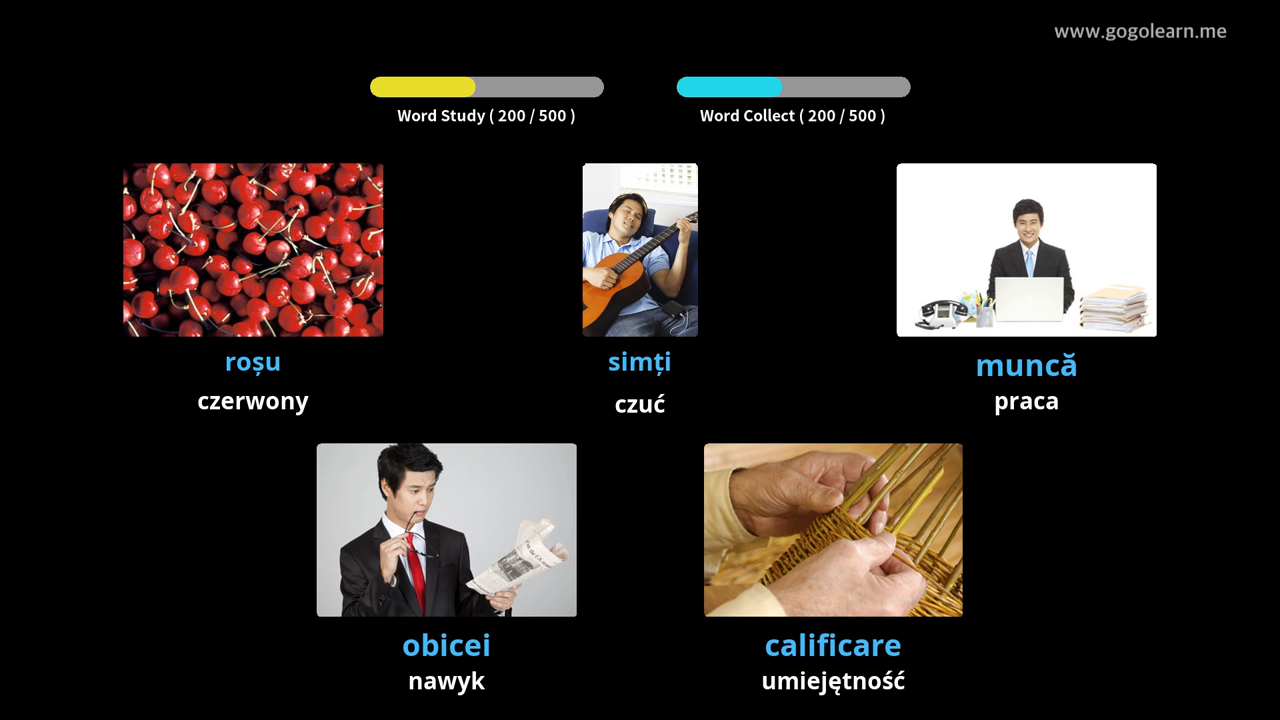 www.gogolearn.me
Word Study ( 200 / 500 )
Word Collect ( 200 / 500 )
roșu
simți
muncă
czerwony
czuć
praca
obicei
calificare
nawyk
umiejętność